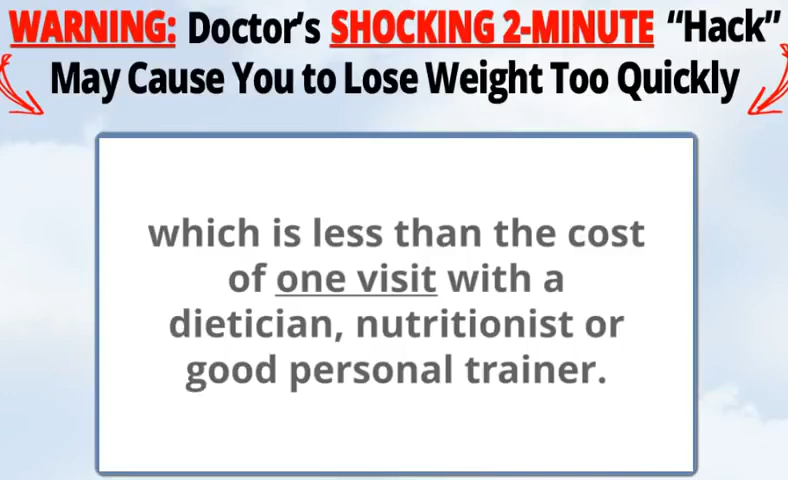 WARNING: Doctor's SHOCKING 2-MINUTE “Hack”
May Cause You to Lose Weight Too Quickly
which is less than the cost
of one visit with a
dietician, nutritionist or
good personal trainer.